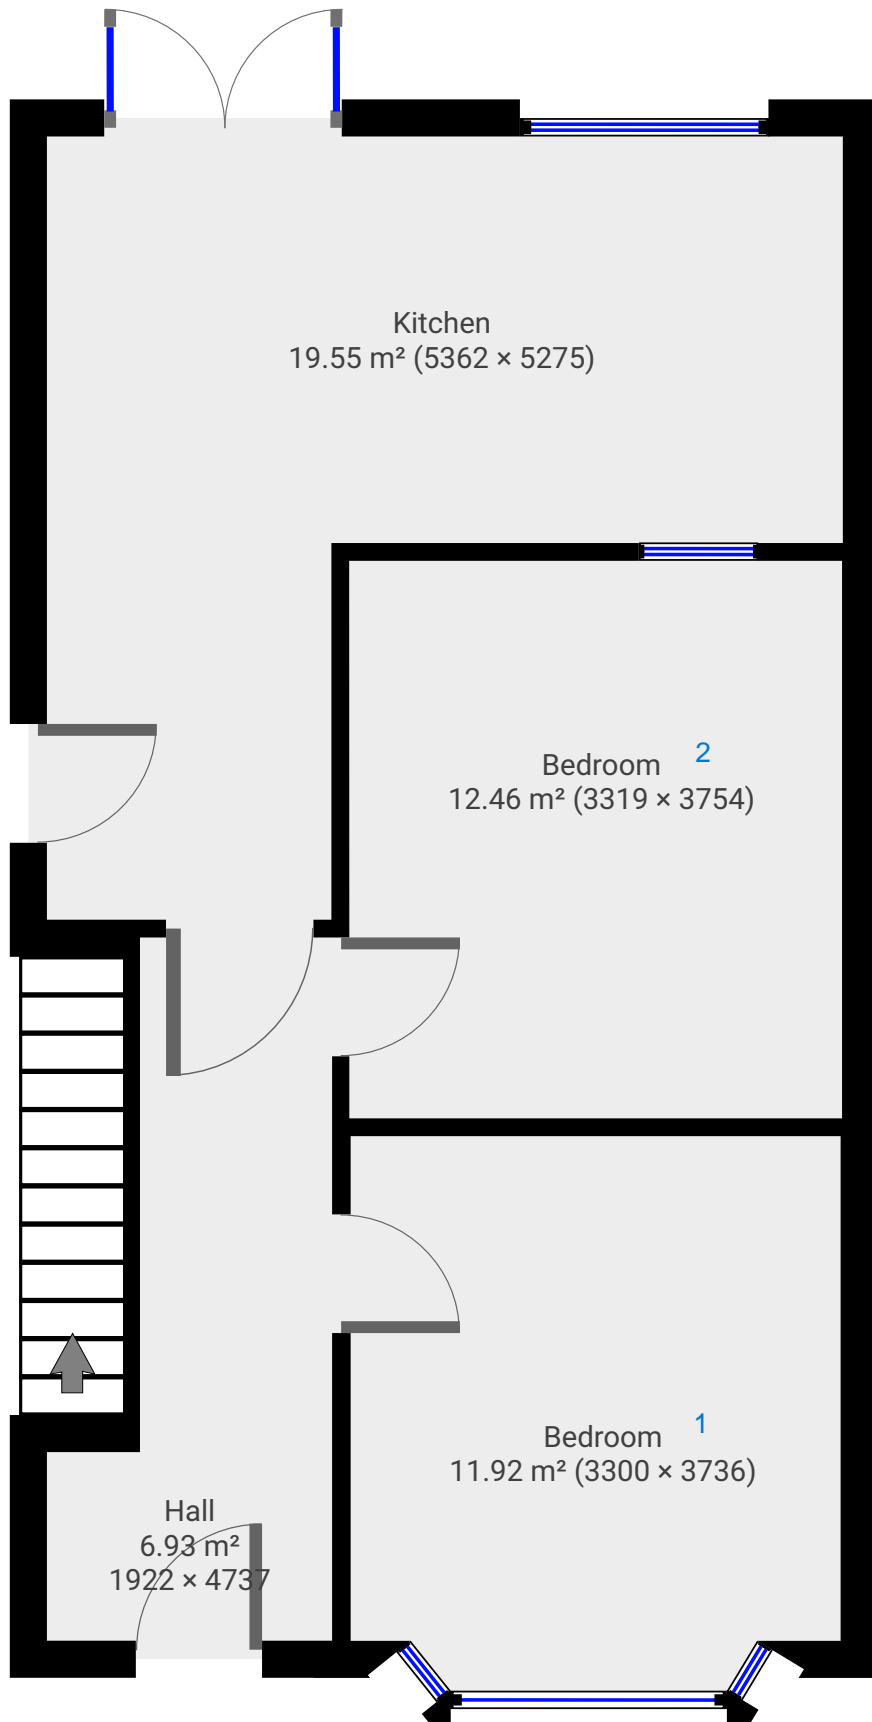 Kitchen
19.55 m² (5362 × 5275)
Bedroom 2
12.46 m² (3319 × 3754)
Bedroom 1
11.92 m² (3300 × 3736)
Hall
6.93 m²
1922 × 4737